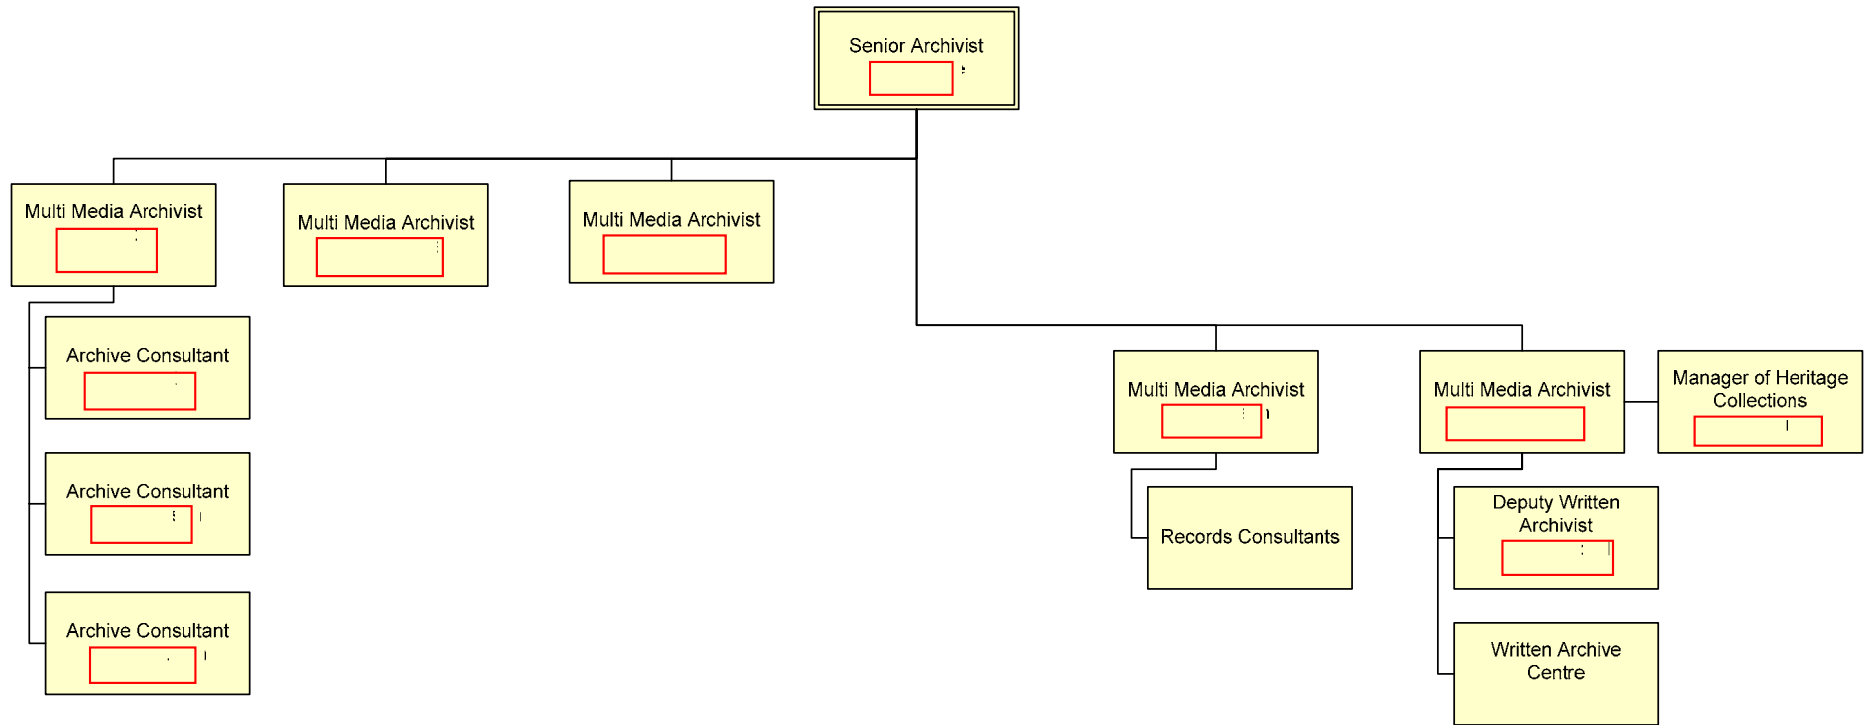 Senior Archivist
Multi Media Archivist
Multi Media Archivist
Multi Media Archivist
Archive Consultant
Archive Consultant
Archive Consultant
Multi Media Archivist
Records Consultants
Multi Media Archivist
Manager of Heritage
Collections
Deputy Written
Archivist
Written Archive
Centre